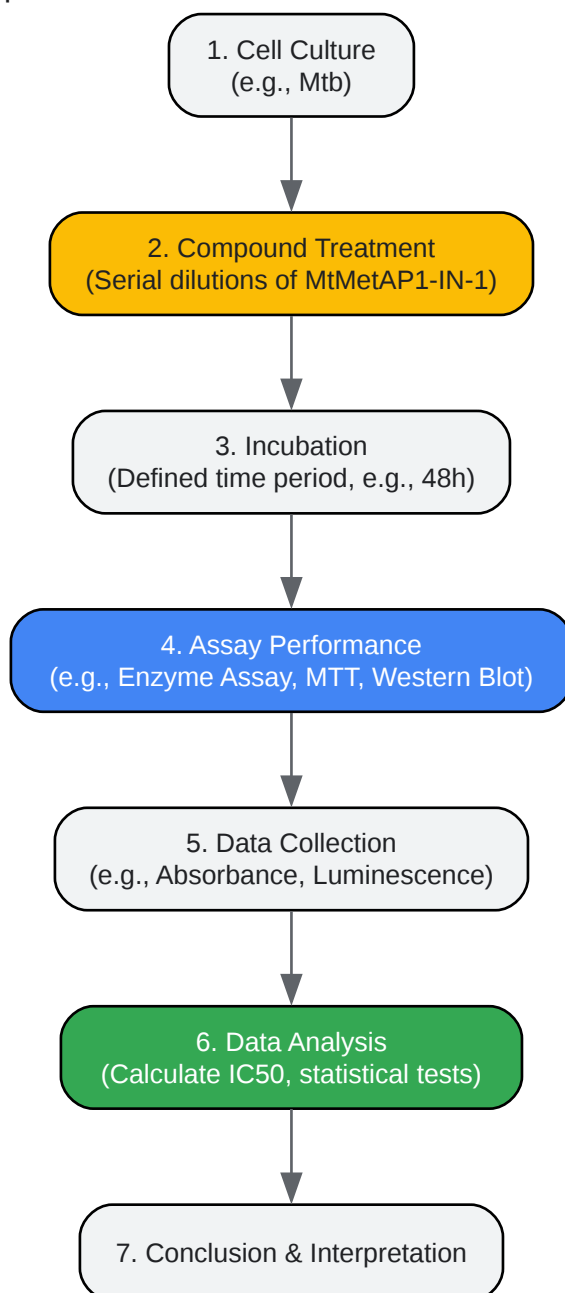 1. Cell Culture
(e.g., Mtb)
2. Compound Treatment
(Serial dilutions of MtMetAP1-IN-1)
3. Incubation
(Defined time period, e.g., 48h)
4. Assay Performance
(e.g., Enzyme Assay, MTT, Western Blot)
5. Data Collection
(e.g., Absorbance, Luminescence)
6. Data Analysis
(Calculate IC50, statistical tests)
7. Conclusion & Interpretation